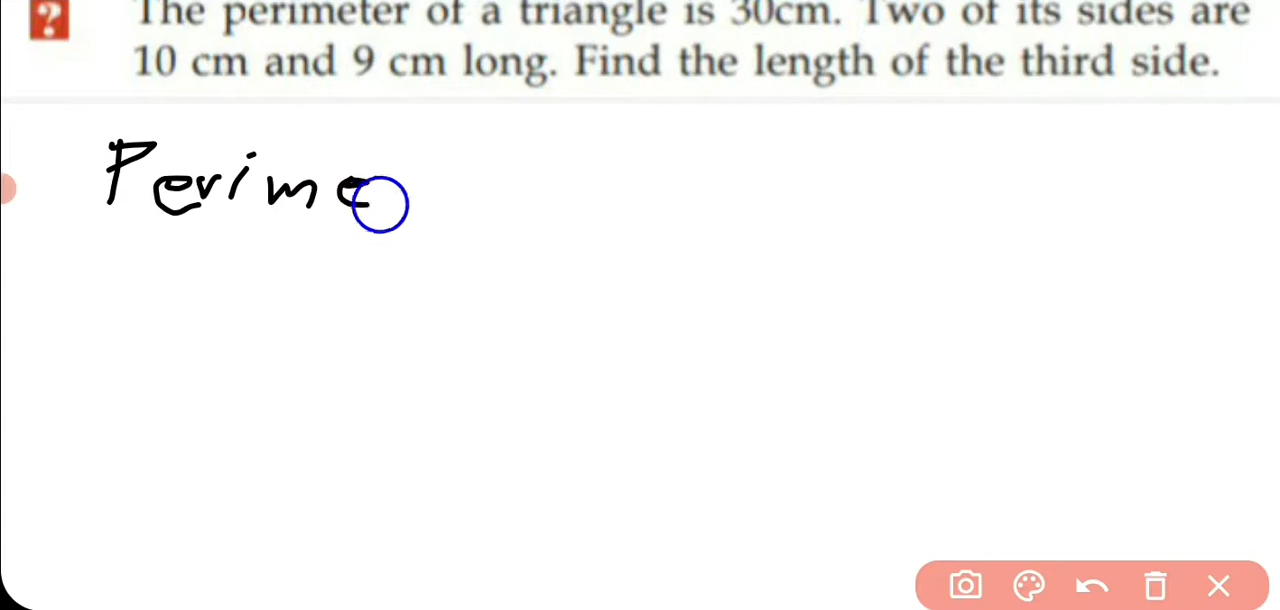 The perimeter of a triangle is 30cm. Two of its sides are
10 cm and 9 cm long. Find the length of the third side.
Perime